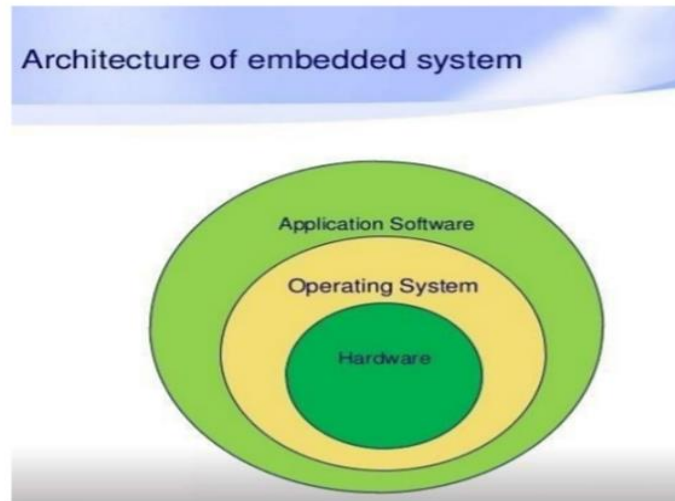 Architecture of embedded system
Application Software
Operating System
Hardware